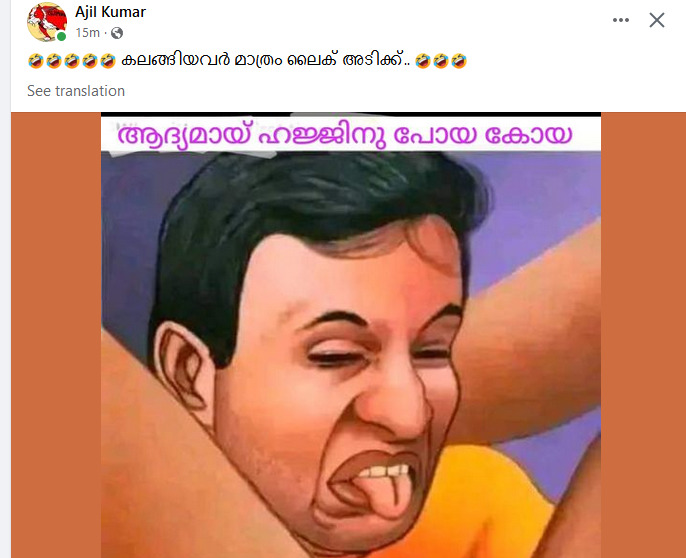 Ajil Kumar
15m
🤣🤣🤣🤣🤣 കലങ്ങിയവർ മാത്രം ലൈക് അടിക്ക്.. 🤣🤣🤣
See translation
ആദ്യമായ് ഹജ്ജിനു പോയ കോയ